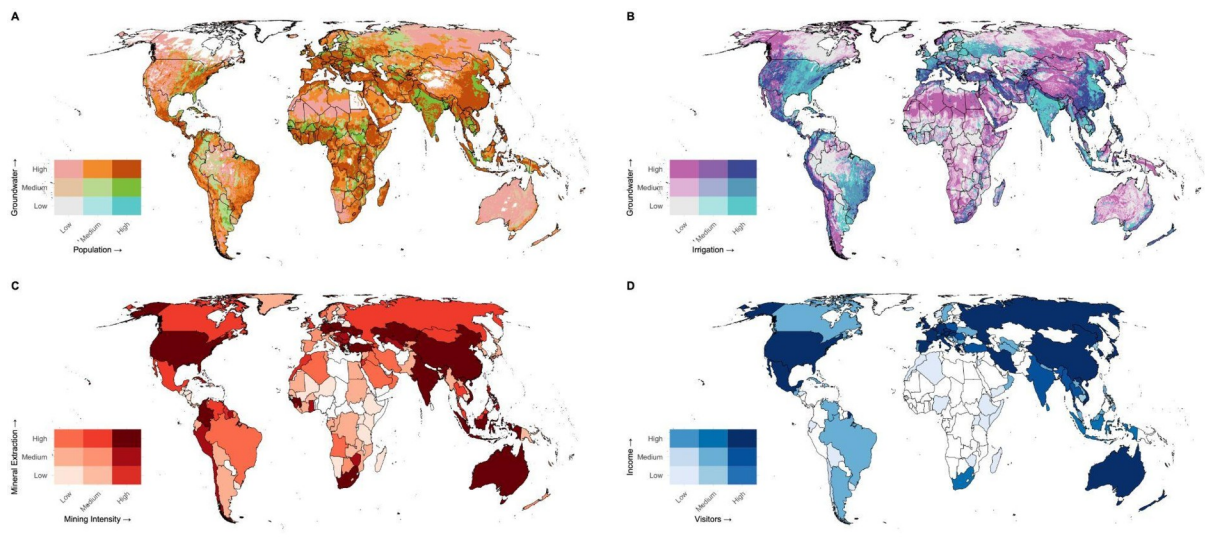 A
Groundwater →
High
Medium
Low
Low
Medium
High
Population →
B
Groundwater →
High
Medium
Low
Low
Medium
High
Irrigation →
C
Mineral Extraction →
High
Medium
Low
Low
Medium
High
Mining Intensity →
D
Income →
High
Medium
Low
Low
Medium
High
Visitors →